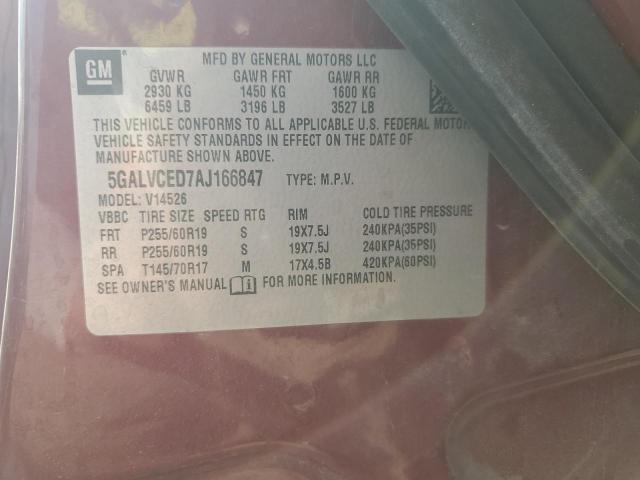 GM
MFD BY GENERAL MOTORS LLC
GVWR GAWR FRT GAWR RR
2930 KG 1450 KG 1600 KG
6459 LB 3196 LB 3527 LB
THIS VEHICLE CONFORMS TO ALL APPLICABLE U.S. FEDERAL MOTOR
VEHICLE SAFETY STANDARDS IN EFFECT ON THE DATE OF
MANUFACTURE SHOWN ABOVE.
5GALVCED7AJ166847 TYPE: M.P.V.
MODEL: V14526
VBBC TIRE SIZE SPEED RTG RIM COLD TIRE PRESSURE
FRT P255/60R19 S 19X7.5J 240KPA(35PSI)
RR P255/60R19 S 19X7.5J 240KPA(35PSI)
SPA T145/70R17 M 17X4.5B 420KPA(60PSI)
SEE OWNER'S MANUAL FOR MORE INFORMATION.